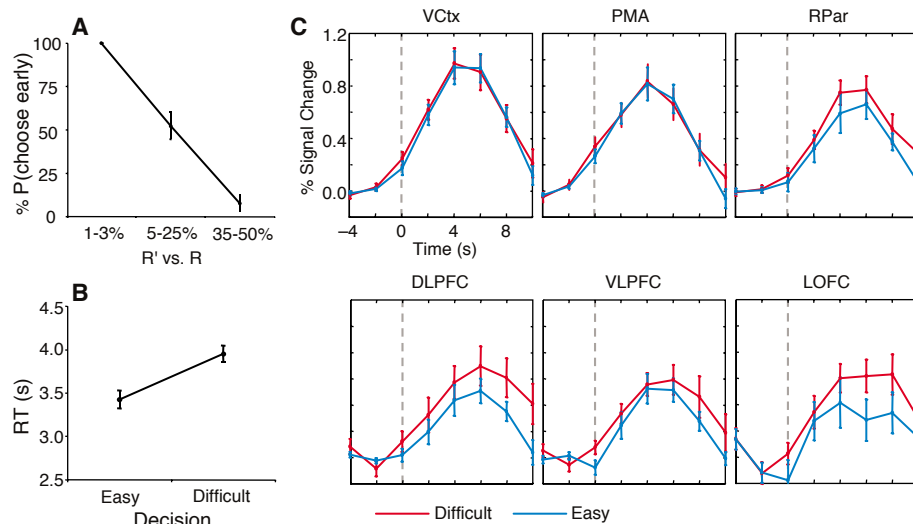 A
% P(choose early)
100
75
50
25
0
1-3%
5-25%
35-50%
R' vs. R
B
RT (s)
4.5
4.0
3.5
3.0
2.5
Easy
Difficult
Decision
C
VCtx
PMA
RPar
% Signal Change
1.2
0.8
0.4
0.0
−4
0
4
8
Time (s)
DLPFC
VLPFC
LOFC
Difficult
Easy